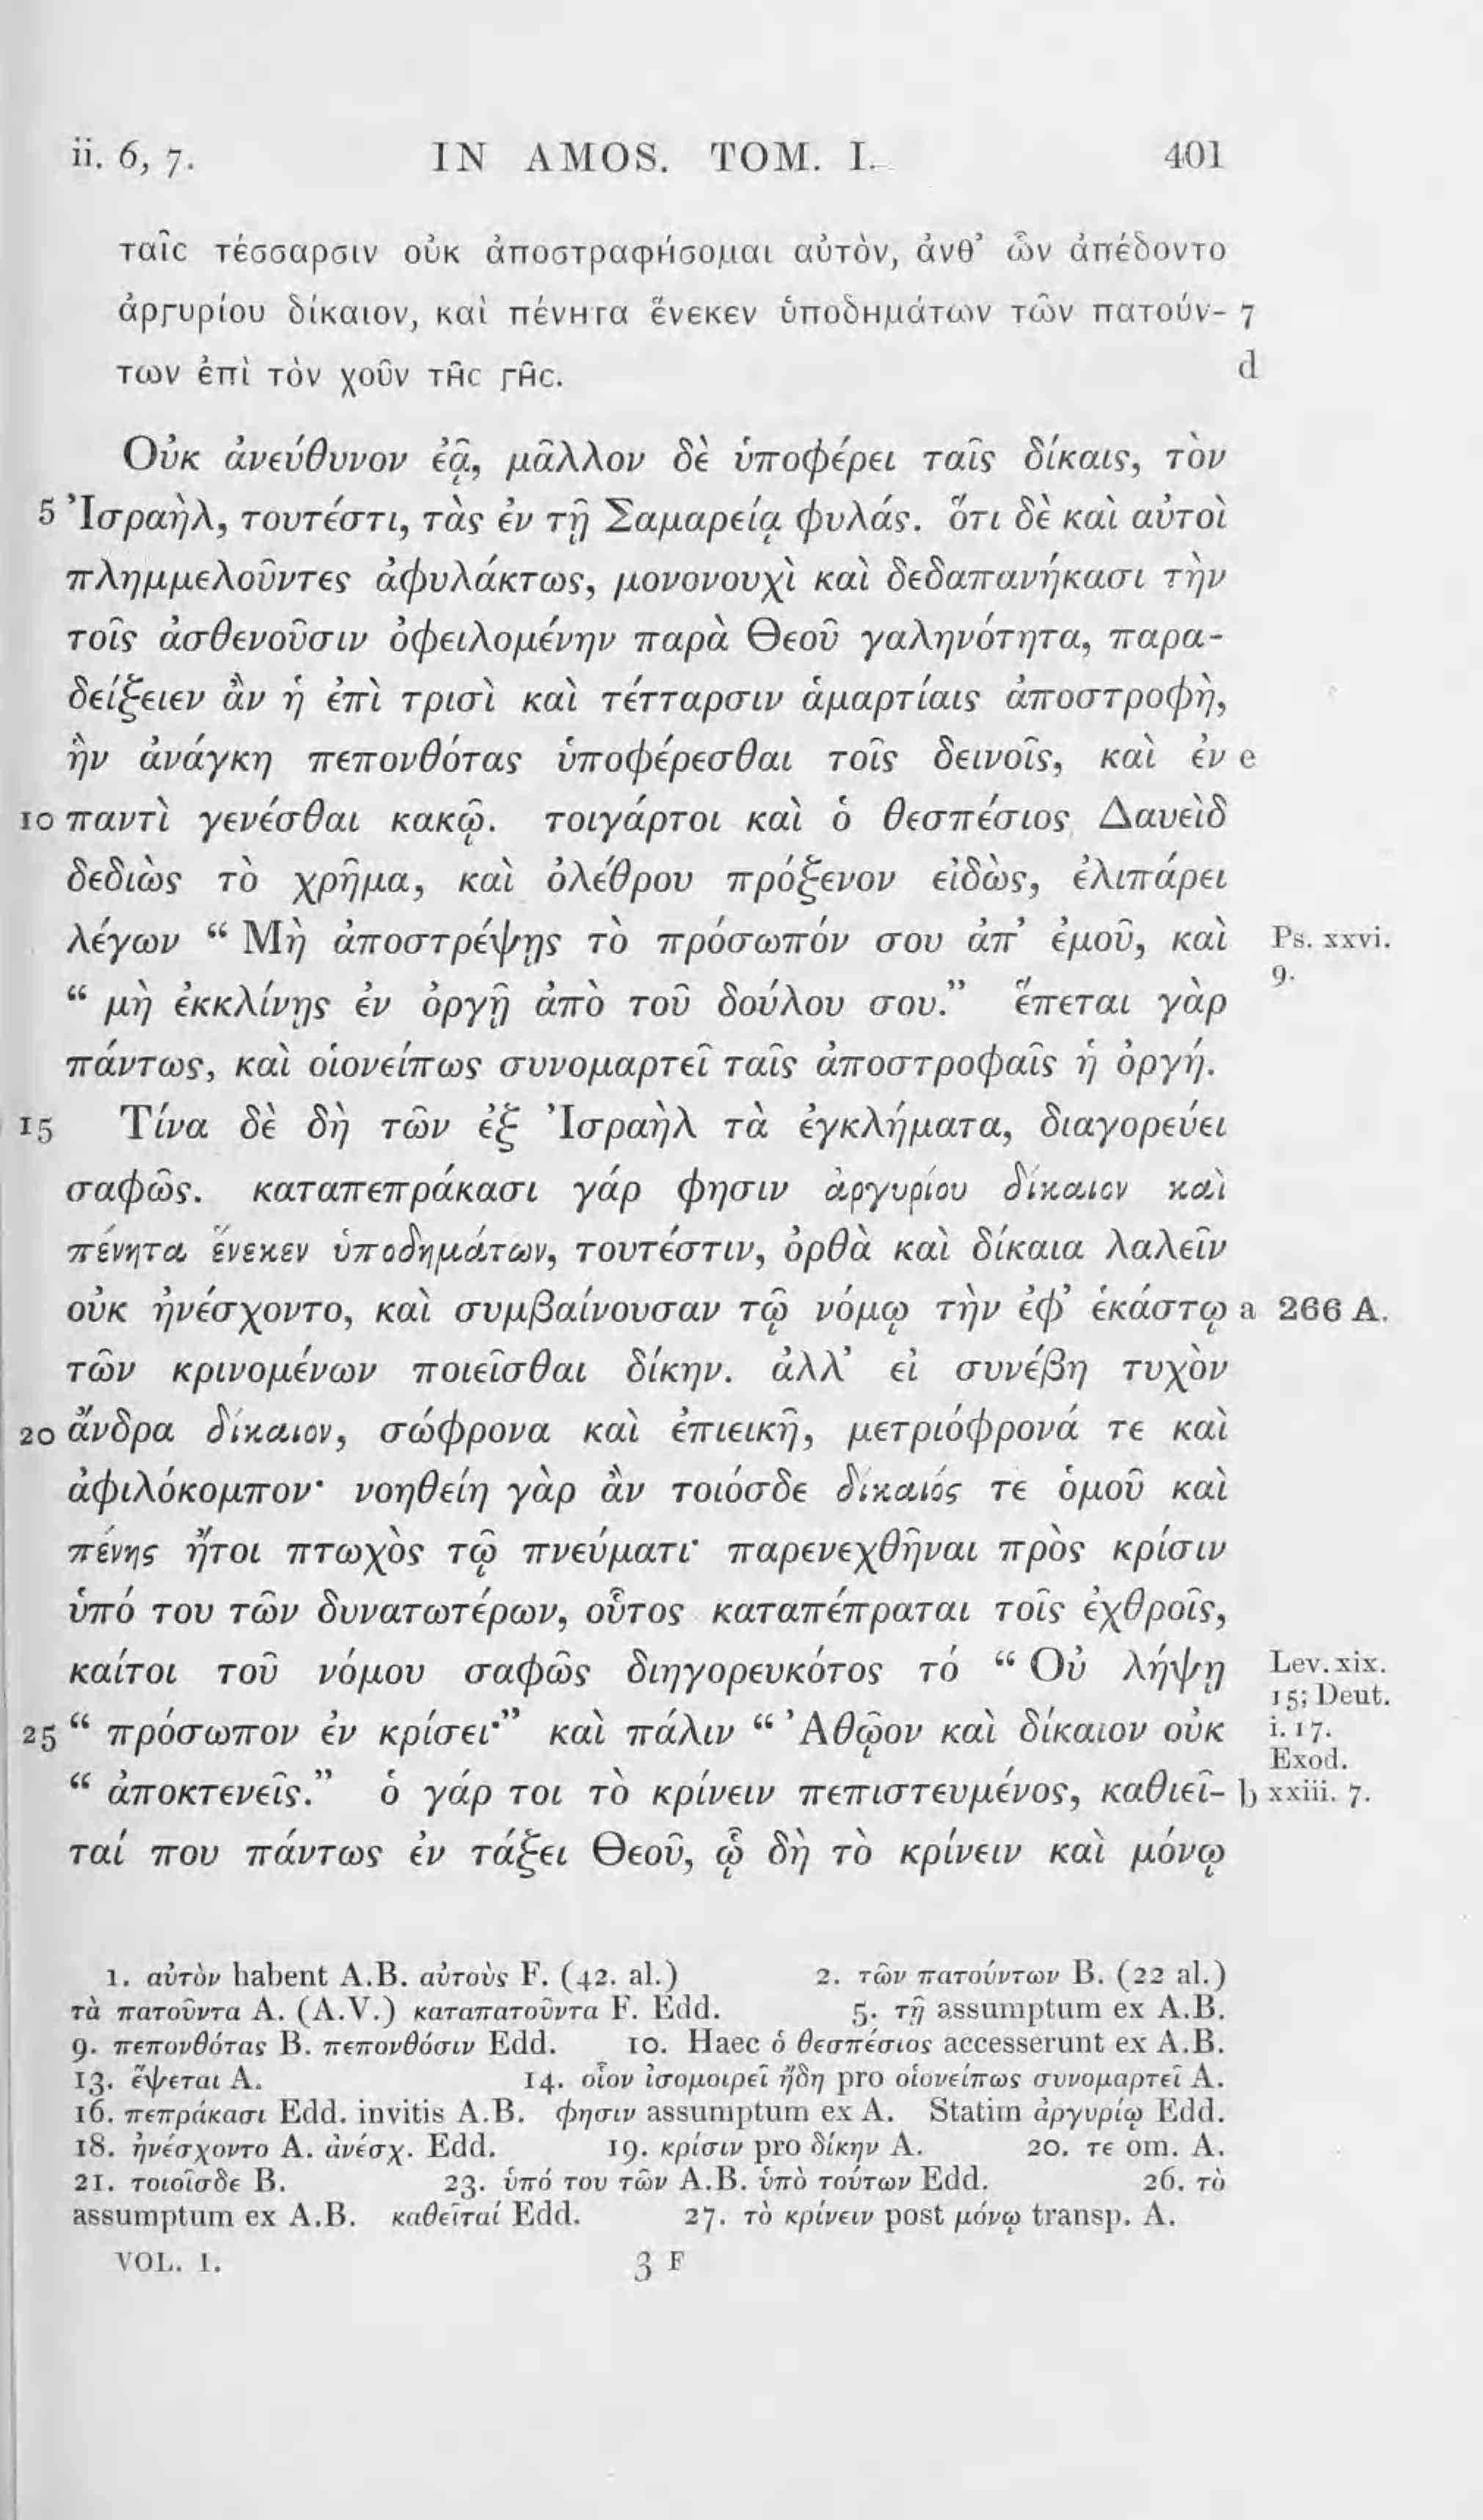 ii. 6, 7. IN AMOS. TOM. I. 401
ταῖς τέσσαρσιν οὐκ ἀποστραφήσομαι αὐτὸν, ἀνθ’ ὧν ἀπέδοντο
ἀργυρίου δίκαιον, καὶ πένητα ἕνεκεν ὑποδημάτων τῶν πατούν- 7
των ἐπὶ τὸν χοῦν τῆς γῆς. d
Οὐκ ἀνεύθυνον ἐᾷ, μᾶλλον δὲ ὑποφέρει ταῖς δίκαις, τὸν
5 Ἰσραὴλ, τουτέστι, τὰς ἐν τῇ Σαμαρείᾳ φυλάς. ὅτι δὲ καὶ αὐτοὶ
πλημμελοῦντες ἀφυλάκτως, μονονουχὶ καὶ δεδαπανήκασι τὴν
τοῖς ἀσθενοῦσιν ὀφειλομένην παρὰ Θεοῦ γαληνότητα, παρα-
δείξειεν ἂν ἡ ἐπὶ τρισὶ καὶ τέτταρσιν ἁμαρτίαις ἀποστροφὴ,
ἣν ἀνάγκη πεπονθότας ὑποφέρεσθαι τοῖς δεινοῖς, καὶ ἐν e
10 παντὶ γενέσθαι κακῷ. τοιγάρτοι καὶ ὁ θεσπέσιος Δαυεὶδ
δεδιὼς τὸ χρῆμα, καὶ ὀλέθρου πρόξενον εἰδὼς, ἐλιπάρει
λέγων “ Μὴ ἀποστρέψῃς τὸ πρόσωπόν σου ἀπ’ ἐμοῦ, καὶ Ps. xxvi.
“ μὴ ἐκκλίνῃς ἐν ὀργῇ ἀπὸ τοῦ δούλου σου.” ἕπεται γὰρ 9.
πάντως, καὶ οἱονείπως συνομαρτεῖ ταῖς ἀποστροφαῖς ἡ ὀργή.
15 Τίνα δὲ δὴ τῶν ἐξ Ἰσραὴλ τὰ ἐγκλήματα, διαγορεύει
σαφῶς. καταπεπράκασι γάρ φησιν ἀργυρίου δίκαιον καὶ
πένητα ἕνεκεν ὑποδημάτων, τουτέστιν, ὀρθὰ καὶ δίκαια λαλεῖν
οὐκ ἠνέσχοντο, καὶ συμβαίνουσαν τῷ νόμῳ τὴν ἐφ’ ἑκάστῳ a 266 A.
τῶν κρινομένων ποιεῖσθαι δίκην. ἀλλ’ εἰ συνέβη τυχὸν
20 ἄνδρα δίκαιον, σώφρονα καὶ ἐπιεικῆ, μετριόφρονά τε καὶ
ἀφιλόκομπον· νοηθείη γὰρ ἂν τοιόσδε δίκαιός τε ὁμοῦ καὶ
πένης ἤτοι πτωχὸς τῷ πνεύματι· παρενεχθῆναι πρὸς κρίσιν
ὑπό του τῶν δυνατωτέρων, οὗτος καταπέπραται τοῖς ἐχθροῖς,
καίτοι τοῦ νόμου σαφῶς διηγορευκότος τό “ Οὐ λήψῃ Lev. xix.
15; Deut.
25 “ πρόσωπον ἐν κρίσει·” καὶ πάλιν “ Ἀθῷον καὶ δίκαιον οὐκ i. 17.
Exod.
“ ἀποκτενεῖς.” ὁ γάρ τοι τὸ κρίνειν πεπιστευμένος, καθιεῖ- b xxiii. 7.
ταί που πάντως ἐν τάξει Θεοῦ, ᾧ δὴ τὸ κρίνειν καὶ μόνῳ
1. αὐτὸν habent A.B. αὐτοὺς F. (42. al.) 2. τῶν πατούντων B. (22 al.)
τὰ πατοῦντα A. (A.V.) καταπατοῦντα F. Edd. 5. τῇ assumptum ex A.B.
9. πεπονθότας B. πεπονθόσιν Edd. 10. Haec ὁ θεσπέσιος accesserunt ex A.B.
13. ἕψεται A. 14. οἷον ἰσομοιρεῖ ἤδη pro οἱονείπως συνομαρτεῖ A.
16. πεπράκασι Edd. invitis A.B. φησιν assumptum ex A. Statim ἀργυρίῳ Edd.
18. ἠνέσχοντο A. ἀνέσχ. Edd. 19. κρίσιν pro δίκην A. 20. τε om. A.
21. τοιοῖσδε B. 23. ὑπό του τῶν A.B. ὑπὸ τούτων Edd. 26. τὸ
assumptum ex A.B. καθεῖταί Edd. 27. τὸ κρίνειν post μόνῳ transp. A.
VOL. I. 3 F